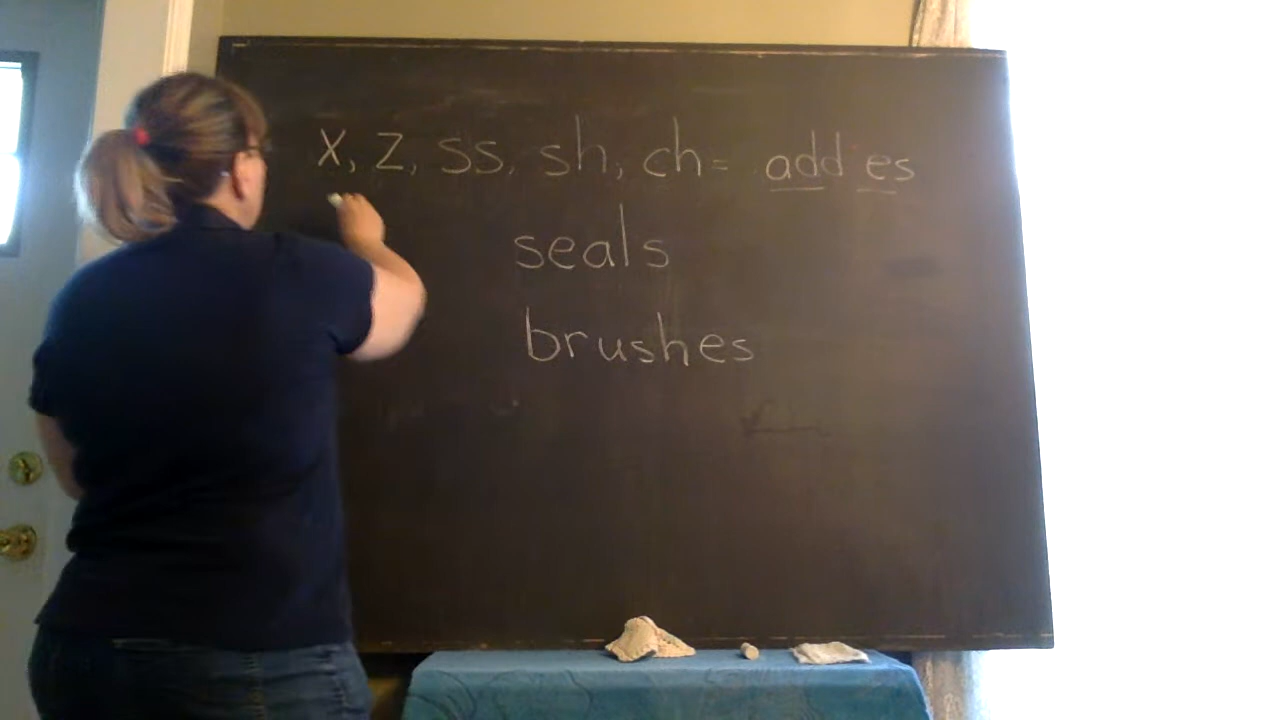 x, z, ss, sh, ch = add es
seals
brushes